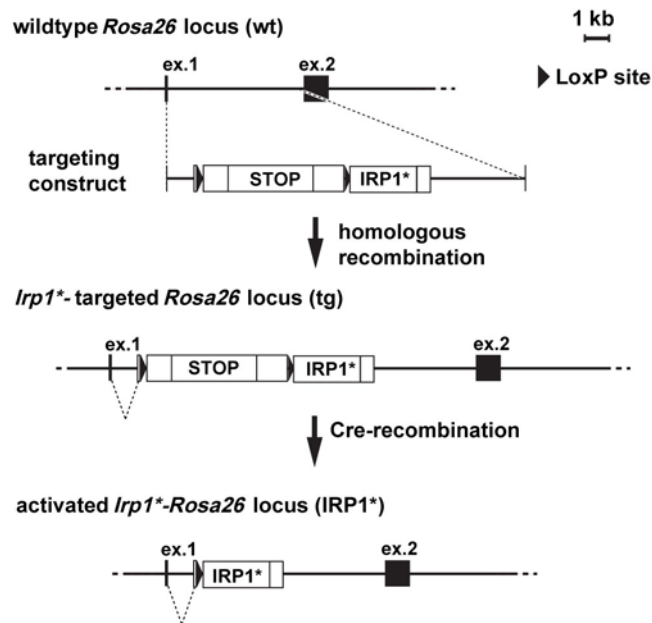 wildtype Rosa26 locus (wt)
1 kb
ex.1
ex.2
LoxP site
targeting
construct
STOP
IRP1*
homologous
recombination
Irp1*- targeted Rosa26 locus (tg)
ex.1
ex.2
STOP
IRP1*
Cre-recombination
activated Irp1*-Rosa26 locus (IRP1*)
ex.1
ex.2
IRP1*